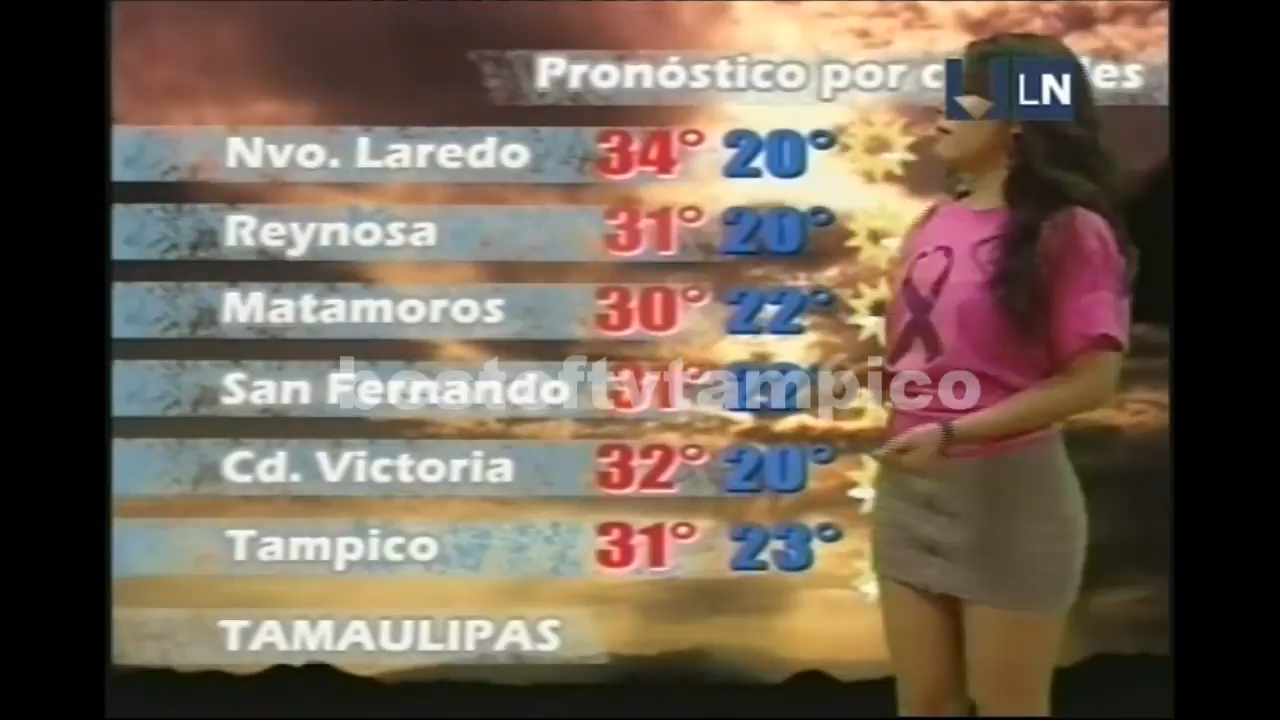 Pronóstico por
LN
Nvo. Laredo 34° 20°
Reynosa 31° 20°
Matamoros 30° 22°
San Fernando 31°
Cd. Victoria 32° 20°
Tampico 31° 23°
TAMAULIPAS
bestoftvtampico